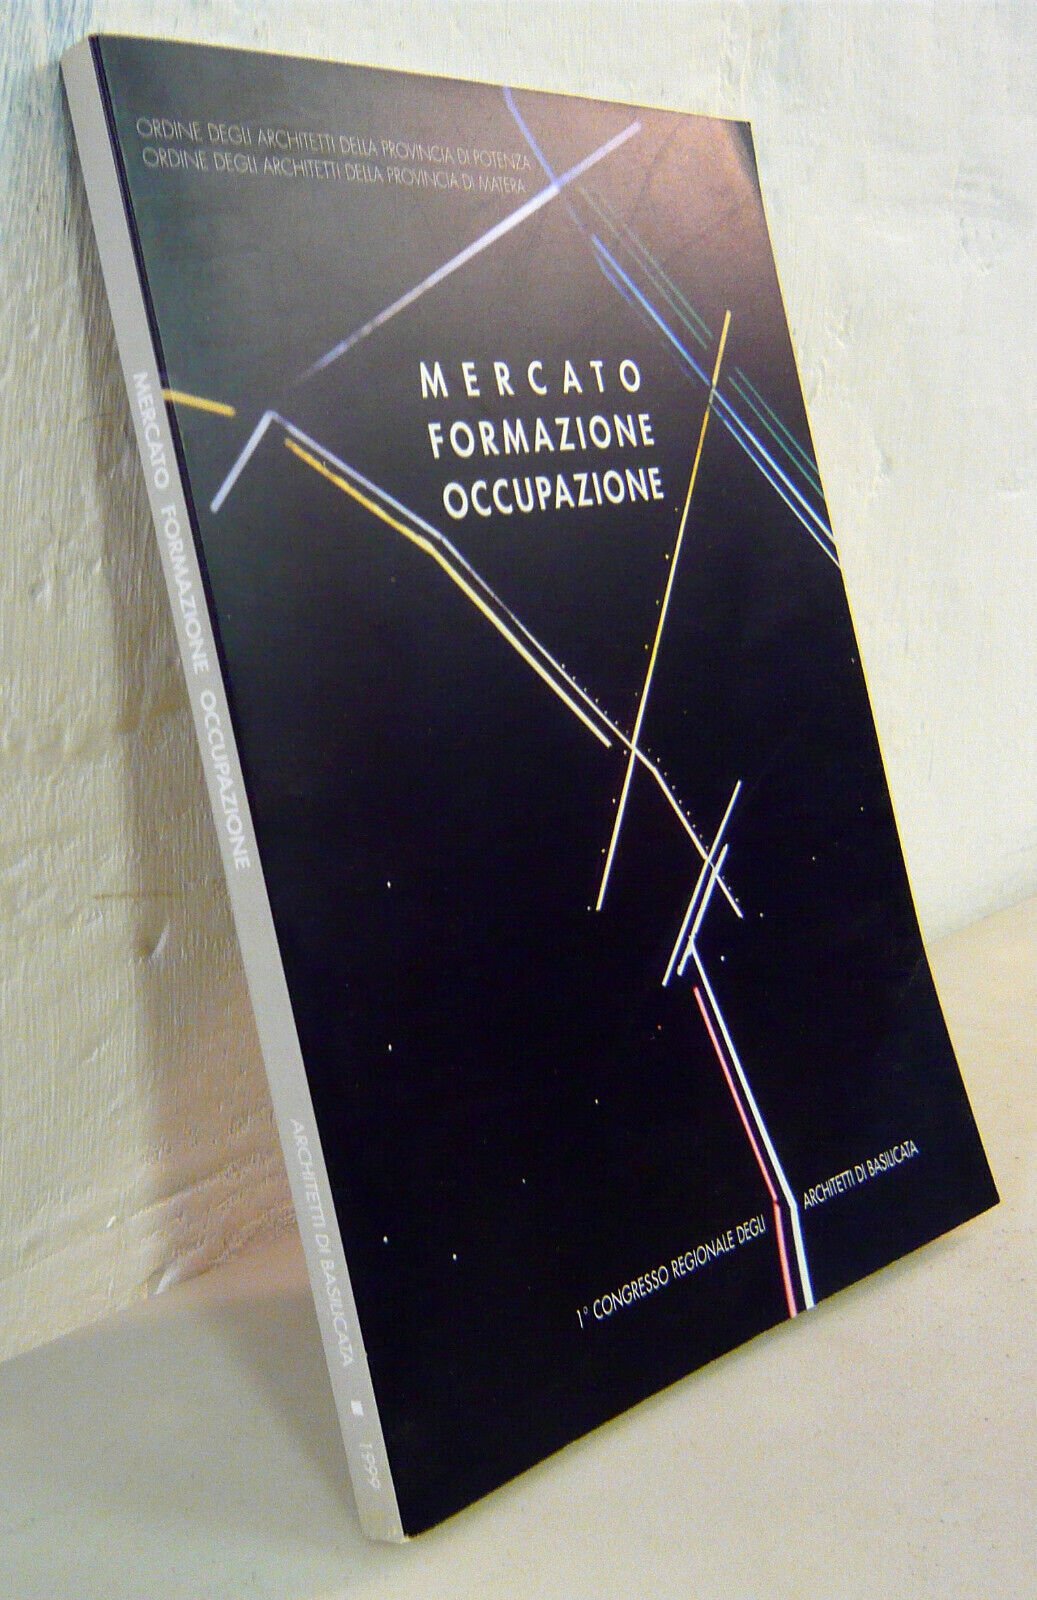 ORDINE DEGLI ARCHITETTI DELLA PROVINCIA DI POTENZA
ORDINE DEGLI ARCHITETTI DELLA PROVINCIA DI MATERA
MERCATO
FORMAZIONE
OCCUPAZIONE
1° CONGRESSO REGIONALE DEGLI ARCHITETTI DI BASILICATA
MERCATO FORMAZIONE OCCUPAZIONE ARCHITETTI DI BASILICATA 1999